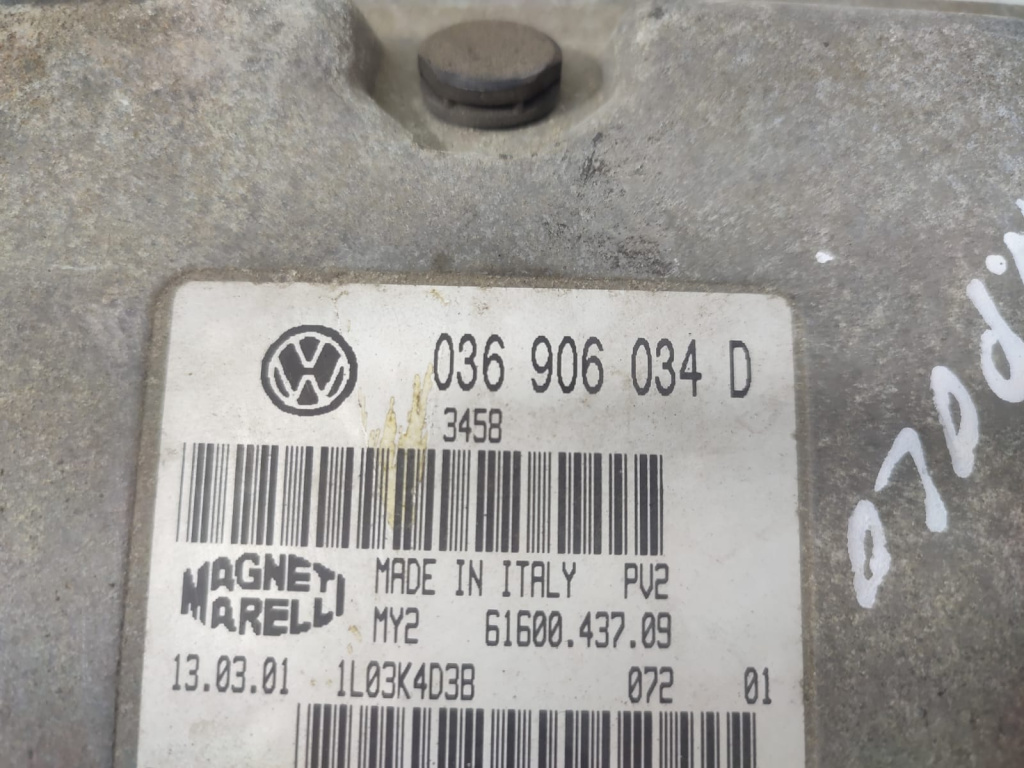 036 906 034 D
3458
MAGNETI MARELLI
MADE IN ITALY PV2
MY2 61600.437.09
13.03.01 1L03K4D3B 072 01